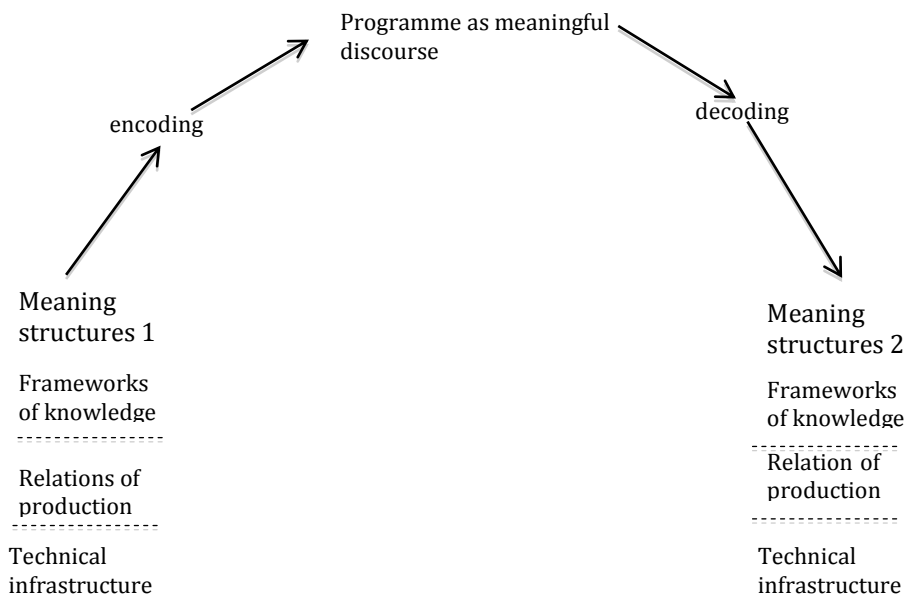 Programme as meaningful
discourse
encoding
decoding
Meaning
structures 1
Frameworks
of knowledge
Relations of
production
Technical
infrastructure
Meaning
structures 2
Frameworks
of knowledge
Relation of
production
Technical
infrastructure